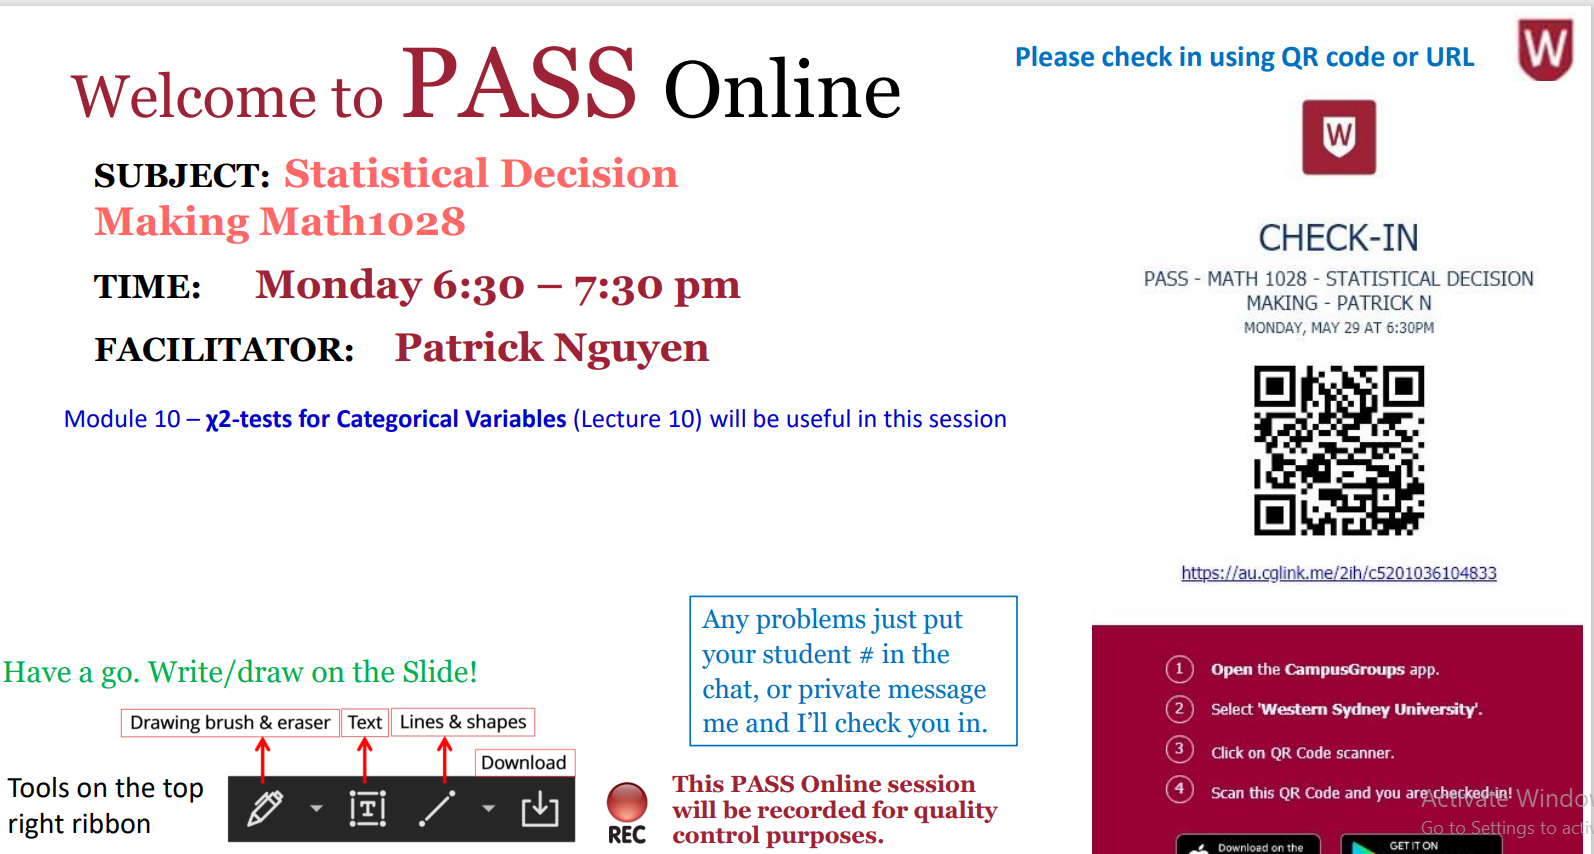 Welcome to PASS Online
Please check in using QR code or URL
W
SUBJECT: Statistical Decision
Making Math1028
TIME: Monday 6:30 – 7:30 pm
FACILITATOR: Patrick Nguyen
Module 10 – χ2-tests for Categorical Variables (Lecture 10) will be useful in this session
W
CHECK-IN
PASS - MATH 1028 - STATISTICAL DECISION
MAKING - PATRICK N
MONDAY, MAY 29 AT 6:30PM
https://au.cglink.me/2ih/c5201036104833
Any problems just put
your student # in the
chat, or private message
me and I'll check you in.
Have a go. Write/draw on the Slide!
Drawing brush & eraser
Text
Lines & shapes
Download
Tools on the top
right ribbon
T
REC
This PASS Online session
will be recorded for quality
control purposes.
1 Open the CampusGroups app.
2 Select 'Western Sydney University'.
3 Click on QR Code scanner.
4 Scan this QR Code and you are checked-in!
Activate Windo
Go to Settings to acti
Download on the
GET IT ON